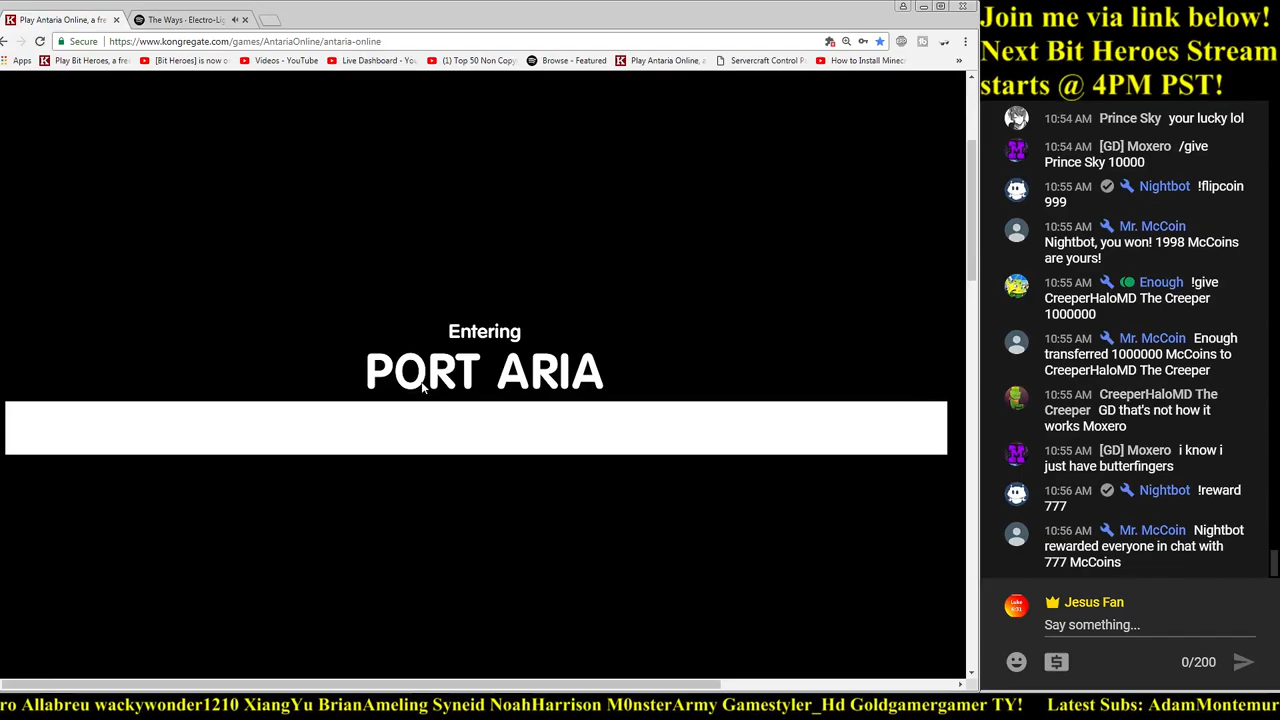 Play Antaria Online, a fre
The Ways - Electro-Lig
Secure
https://www.kongregate.com/games/AntariaOnline/antaria-online
Apps
Play Bit Heroes, a free
[Bit Heroes] is now o
Videos - YouTube
Live Dashboard - You
(1) Top 50 Non Copy
Browse - Featured
Play Antaria Online, a
Servercraft Control P
How to Install Minec
»
Entering
PORT ARIA
Join me via link below!
Next Bit Heroes Stream
starts @ 4PM PST!
10:54 AM Prince Sky your lucky lol
10:54 AM [GD] Moxero /give
Prince Sky 10000
10:55 AM Nightbot !flipcoin
999
10:55 AM Mr. McCoin
Nightbot, you won! 1998 McCoins
are yours!
10:55 AM Enough !give
CreeperHaloMD The Creeper
1000000
10:55 AM Mr. McCoin Enough
transferred 1000000 McCoins to
CreeperHaloMD The Creeper
10:55 AM CreeperHaloMD The
Creeper GD that's not how it
works Moxero
10:55 AM [GD] Moxero i know i
just have butterfingers
10:56 AM Nightbot !reward
777
10:56 AM Mr. McCoin Nightbot
rewarded everyone in chat with
777 McCoins
Jesus Fan
Say something...
0/200
ro Allabreu wackywonder1210 XiangYu BrianAmeling Syneid NoahHarrison M0nsterArmy Gamestyler_Hd Goldgamergamer TY! Latest Subs: AdamMontemur